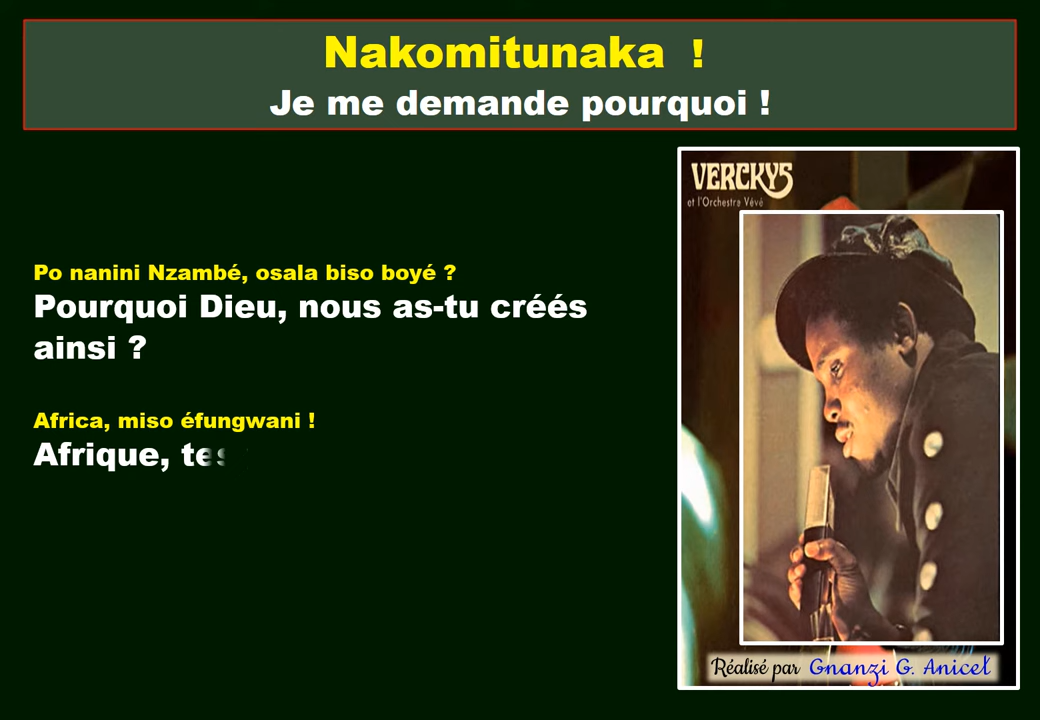 Nakomitunaka !
Je me demande pourquoi !
VERCKYS
et l'Orchestre Vévé
Po nanini Nzambé, osala biso boyé ?
Pourquoi Dieu, nous as-tu créés
ainsi ?
Africa, miso éfungwani !
Afrique, tes
Réalisé par Gnanzi G. Anicet